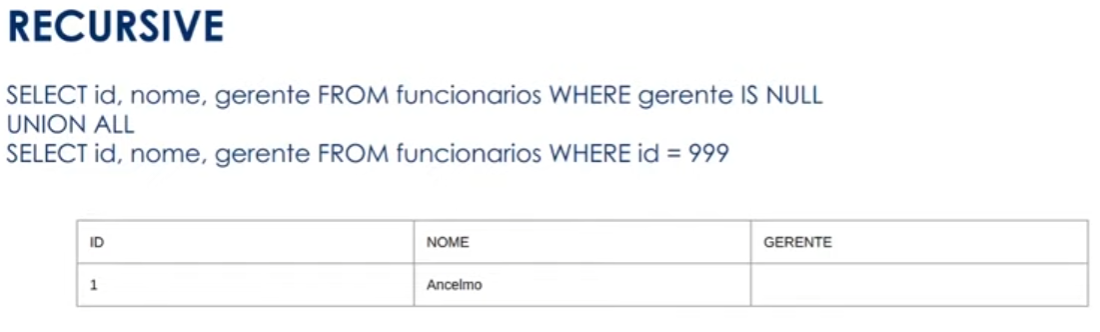 RECURSIVE
SELECT id, nome, gerente FROM funcionarios WHERE gerente IS NULL
UNION ALL
SELECT id, nome, gerente FROM funcionarios WHERE id = 999
ID NOME GERENTE
1 Ancelmo